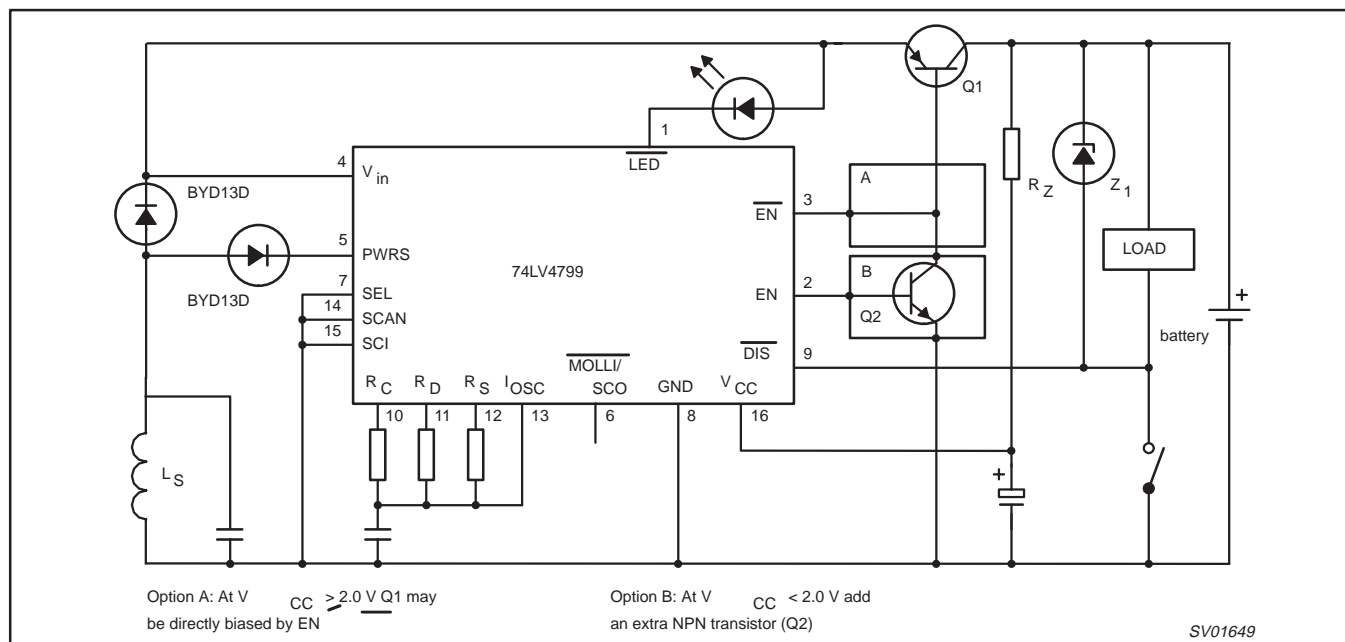 Q1
1
LED
4
V in
BYD13D
A
3
EN
R Z
Z 1
5
PWRS
LOAD
BYD13D
74LV4799
7
SEL
B
2
EN
14
SCAN
Q2
+
15
SCI
battery
DIS
9
MOLLI/
SCO
R C
R D
R S
I OSC
GND
V CC
10
11
12
13
6
8
16
L S
+
Option A: At V CC > 2.0 V Q1 may
be directly biased by EN
Option B: At V CC < 2.0 V add
an extra NPN transistor (Q2)
SV01649